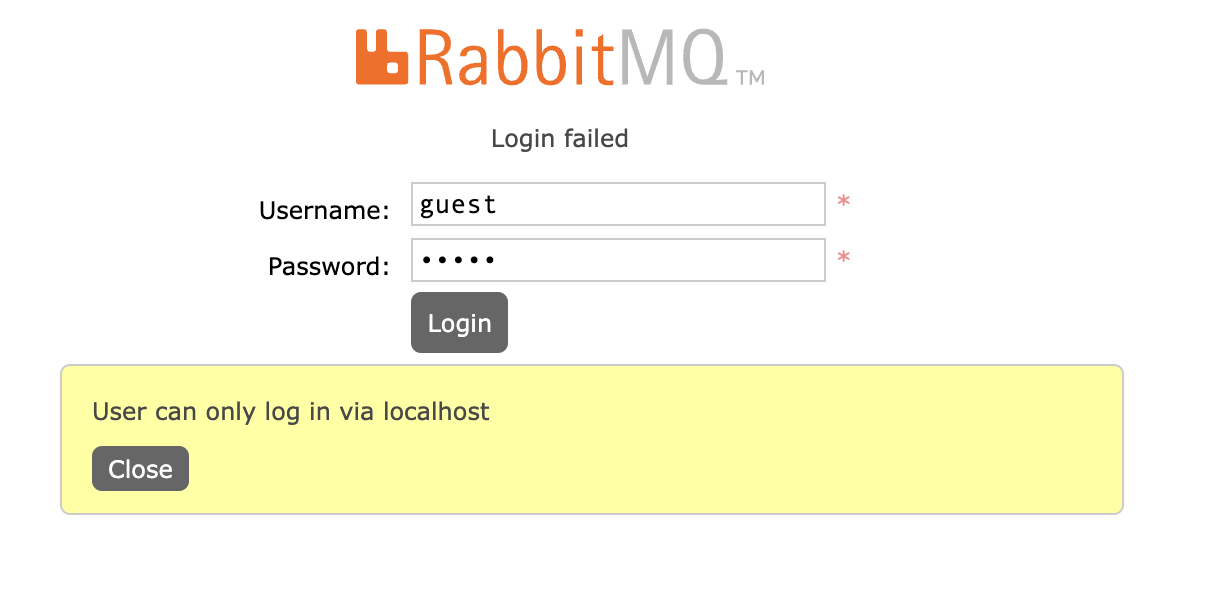 RabbitMQ™
Login failed
Username: guest *
Password: ••••• *
Login
User can only log in via localhost
Close